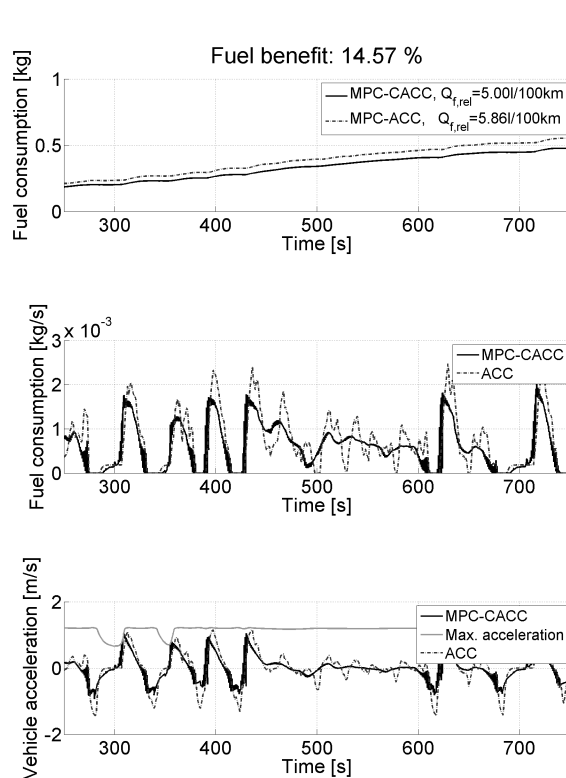 Fuel benefit: 14.57 %
Fuel consumption [kg]
1
0.5
0
MPC-CACC, Q_f,rel=5.00l/100km
MPC-ACC, Q_f,rel=5.86l/100km
300 400 500 600 700
Time [s]
Fuel consumption [kg/s]
x 10^-3
3
2
1
0
MPC-CACC
ACC
300 400 500 600 700
Time [s]
Vehicle acceleration [m/s]
2
0
-2
MPC-CACC
Max. acceleration
ACC
300 400 500 600 700
Time [s]